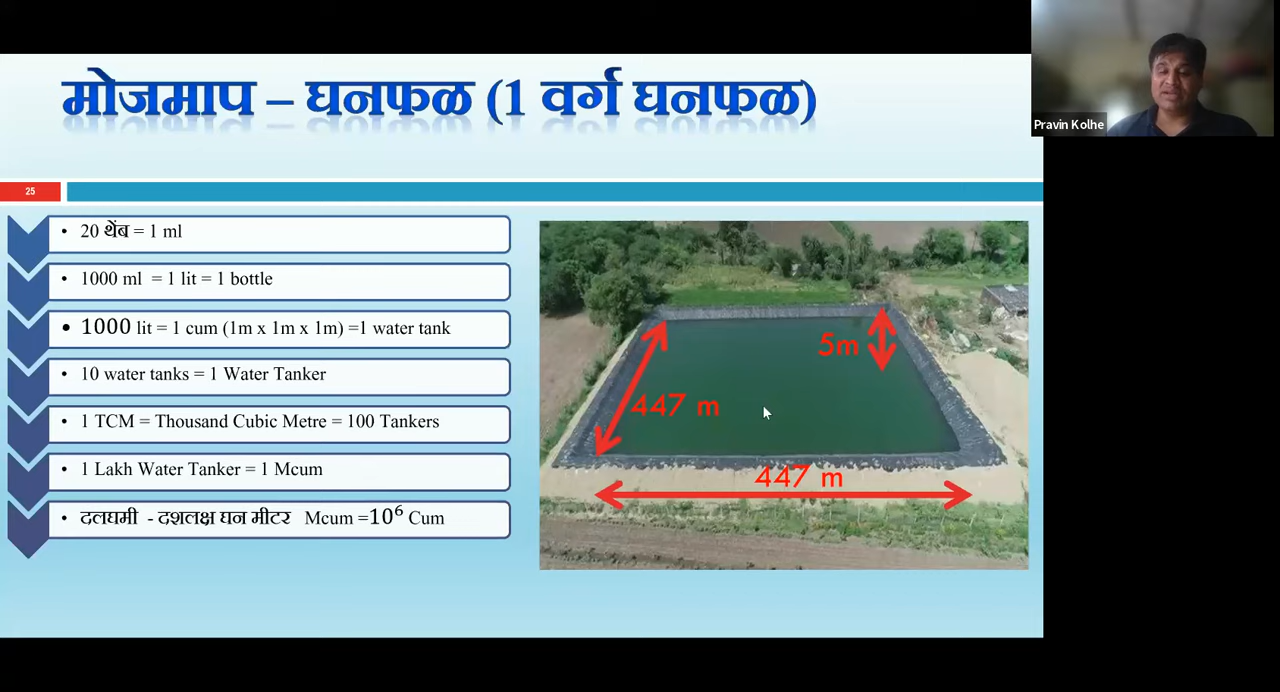 मोजमाप – घनफळ (1 वर्ग घनफळ)
Pravin Kolhe
25
• 20 थेंब = 1 ml
• 1000 ml = 1 lit = 1 bottle
• 1000 lit = 1 cum (1m x 1m x 1m) =1 water tank
• 10 water tanks = 1 Water Tanker
• 1 TCM = Thousand Cubic Metre = 100 Tankers
• 1 Lakh Water Tanker = 1 Mcum
• दलघमी - दशलक्ष घन मीटर Mcum =10⁶ Cum
5m
447 m
447 m